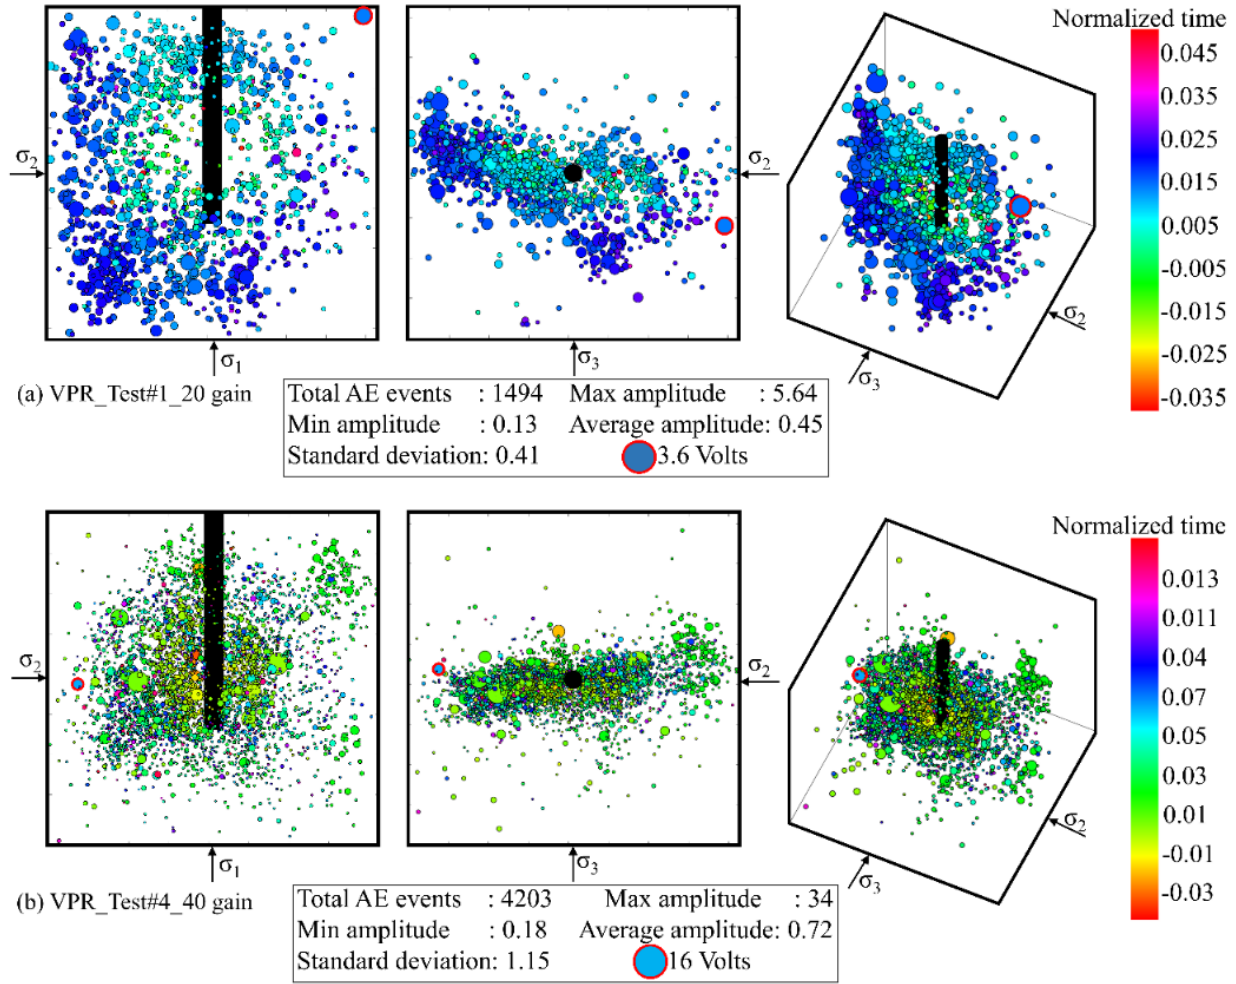 Normalized time
0.045
0.035
0.025
0.015
0.005
-0.005
-0.015
-0.025
-0.035
σ2
σ2
σ2
σ3
σ1
σ3
(a) VPR_Test#1_20 gain
Total AE events : 1494 Max amplitude : 5.64
Min amplitude : 0.13 Average amplitude: 0.45
Standard deviation: 0.41 3.6 Volts
Normalized time
0.013
0.011
0.04
0.07
0.05
0.03
0.01
-0.01
-0.03
σ2
σ2
σ2
σ3
σ1
σ3
(b) VPR_Test#4_40 gain
Total AE events : 4203 Max amplitude : 34
Min amplitude : 0.18 Average amplitude: 0.72
Standard deviation: 1.15 16 Volts